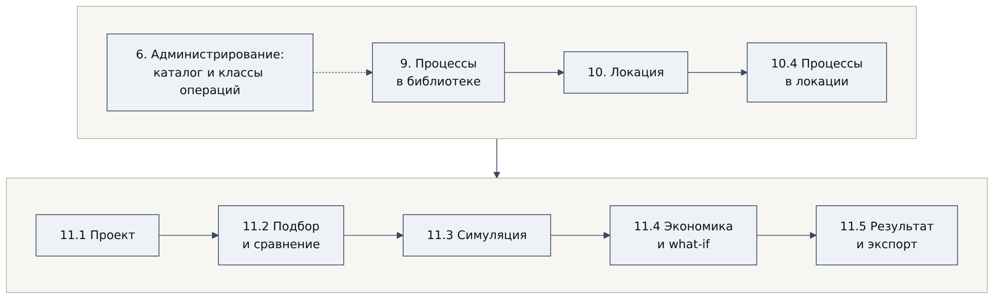 6. Администрирование:
каталог и классы
операций
9. Процессы
в библиотеке
10. Локация
10.4 Процессы
в локации
11.1 Проект
11.2 Подбор
и сравнение
11.3 Симуляция
11.4 Экономика
и what-if
11.5 Результат
и экспорт